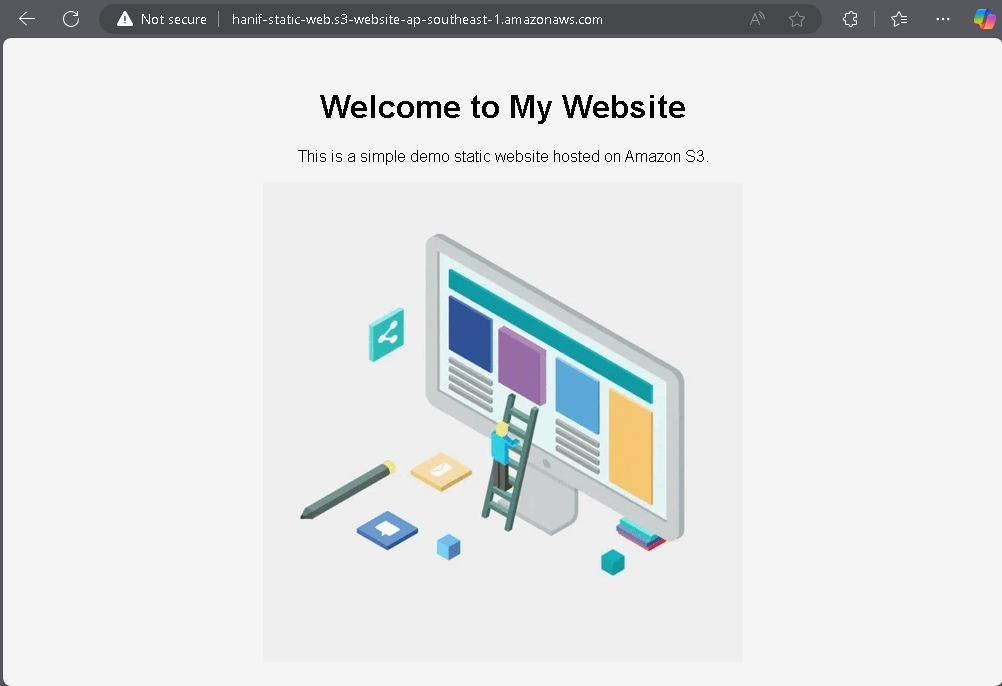 Not secure
hanif-static-web.s3-website-ap-southeast-1.amazonaws.com
Welcome to My Website
This is a simple demo static website hosted on Amazon S3.